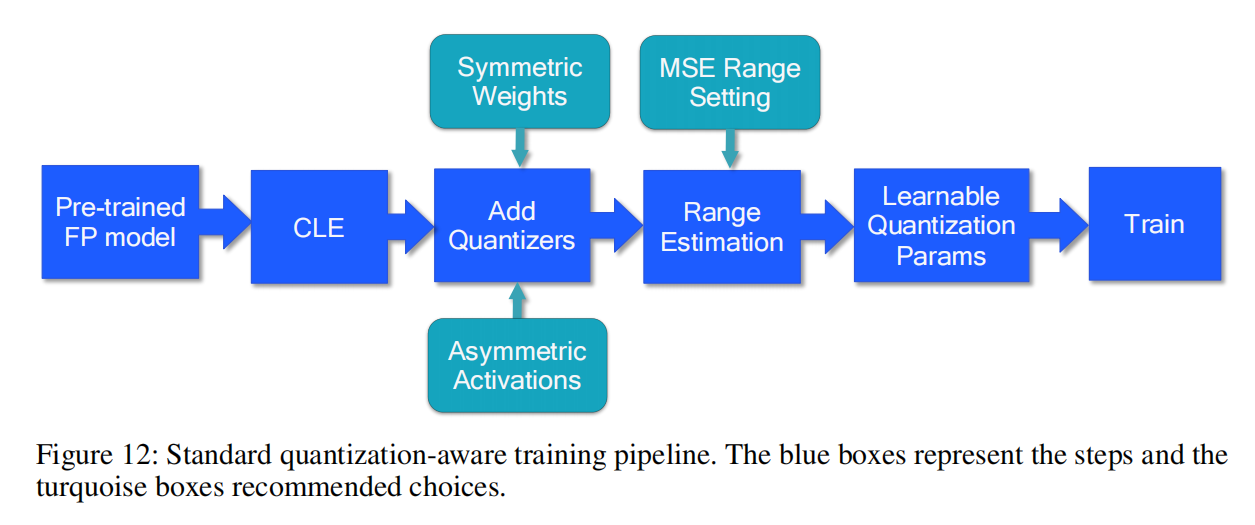 Symmetric
Weights
MSE Range
Setting
Pre-trained
FP model
CLE
Add
Quantizers
Range
Estimation
Learnable
Quantization
Params
Train
Asymmetric
Activations
Figure 12: Standard quantization-aware training pipeline. The blue boxes represent the steps and the
turquoise boxes recommended choices.